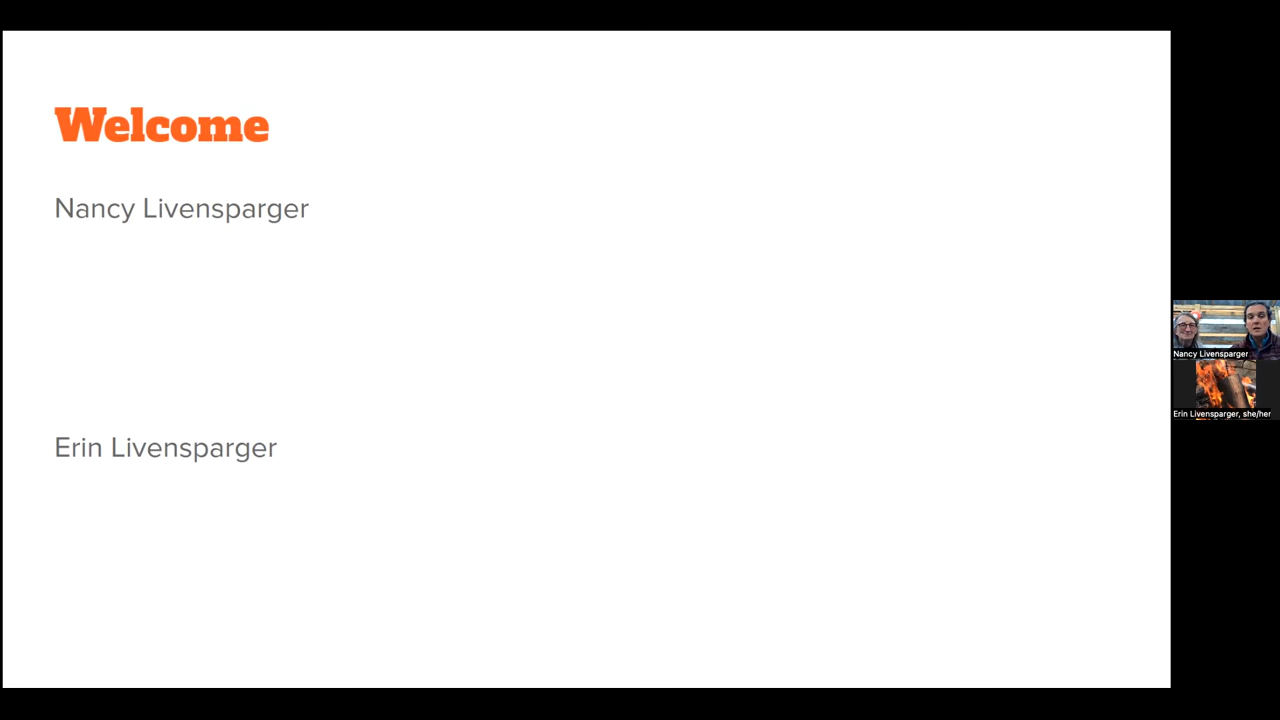 Welcome
Nancy Livensparger
Erin Livensparger
Nancy Livensparger
Erin Livensparger, she/her